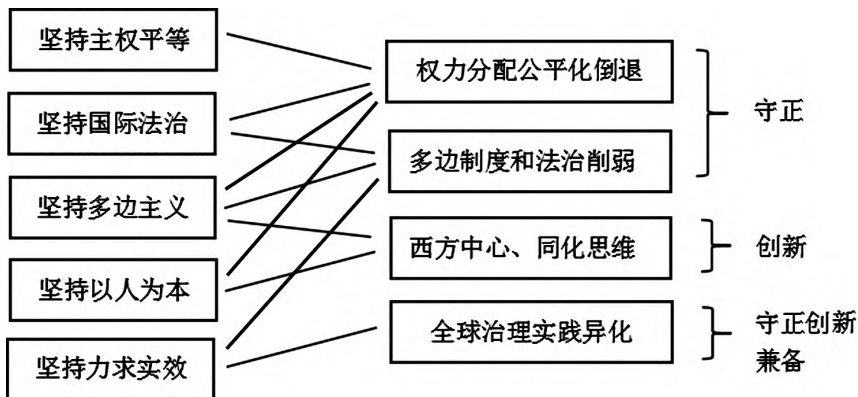 坚持主权平等
坚持国际法治
坚持多边主义
坚持以人为本
坚持力求实效
权力分配公平化倒退
多边制度和法治削弱
西方中心、同化思维
全球治理实践异化
守正
创新
守正创新
兼备